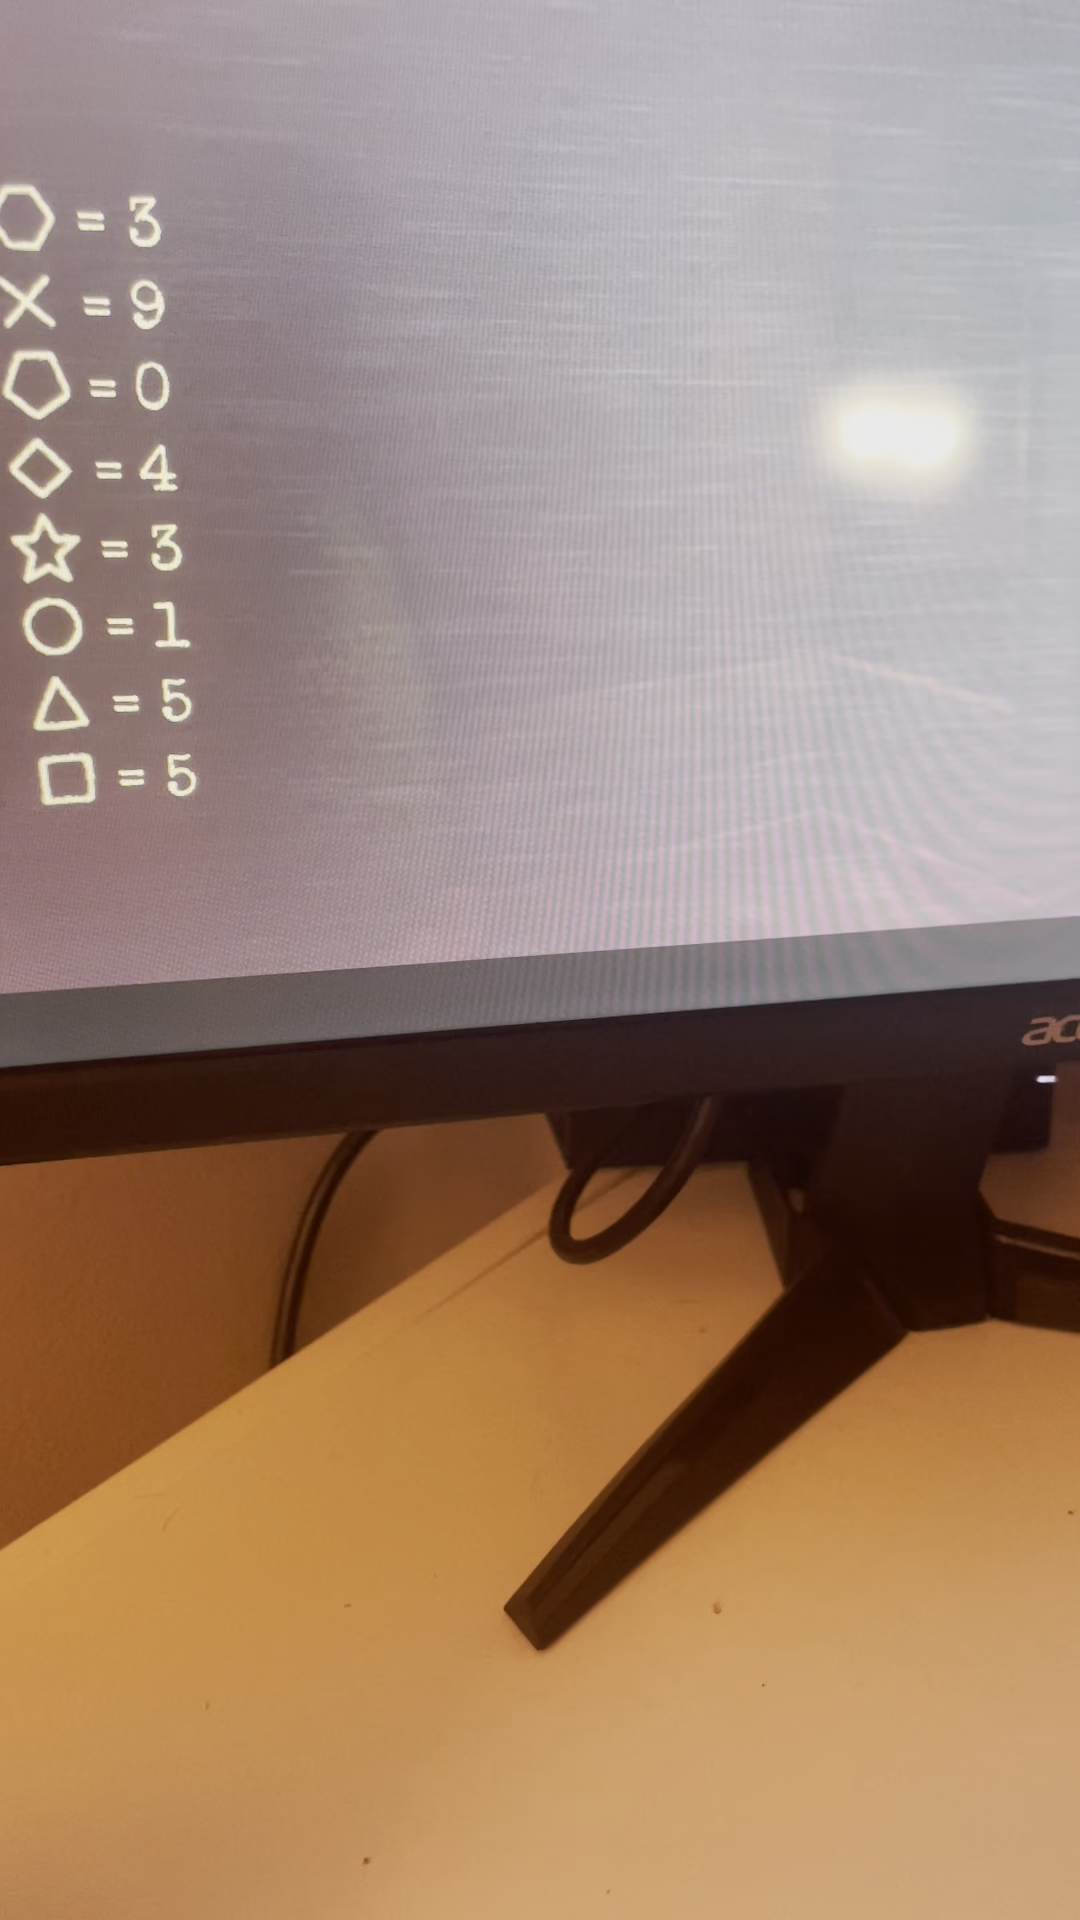 ⬡ = 3
× = 9
⬠ = 0
◇ = 4
☆ = 3
○ = 1
△ = 5
□ = 5